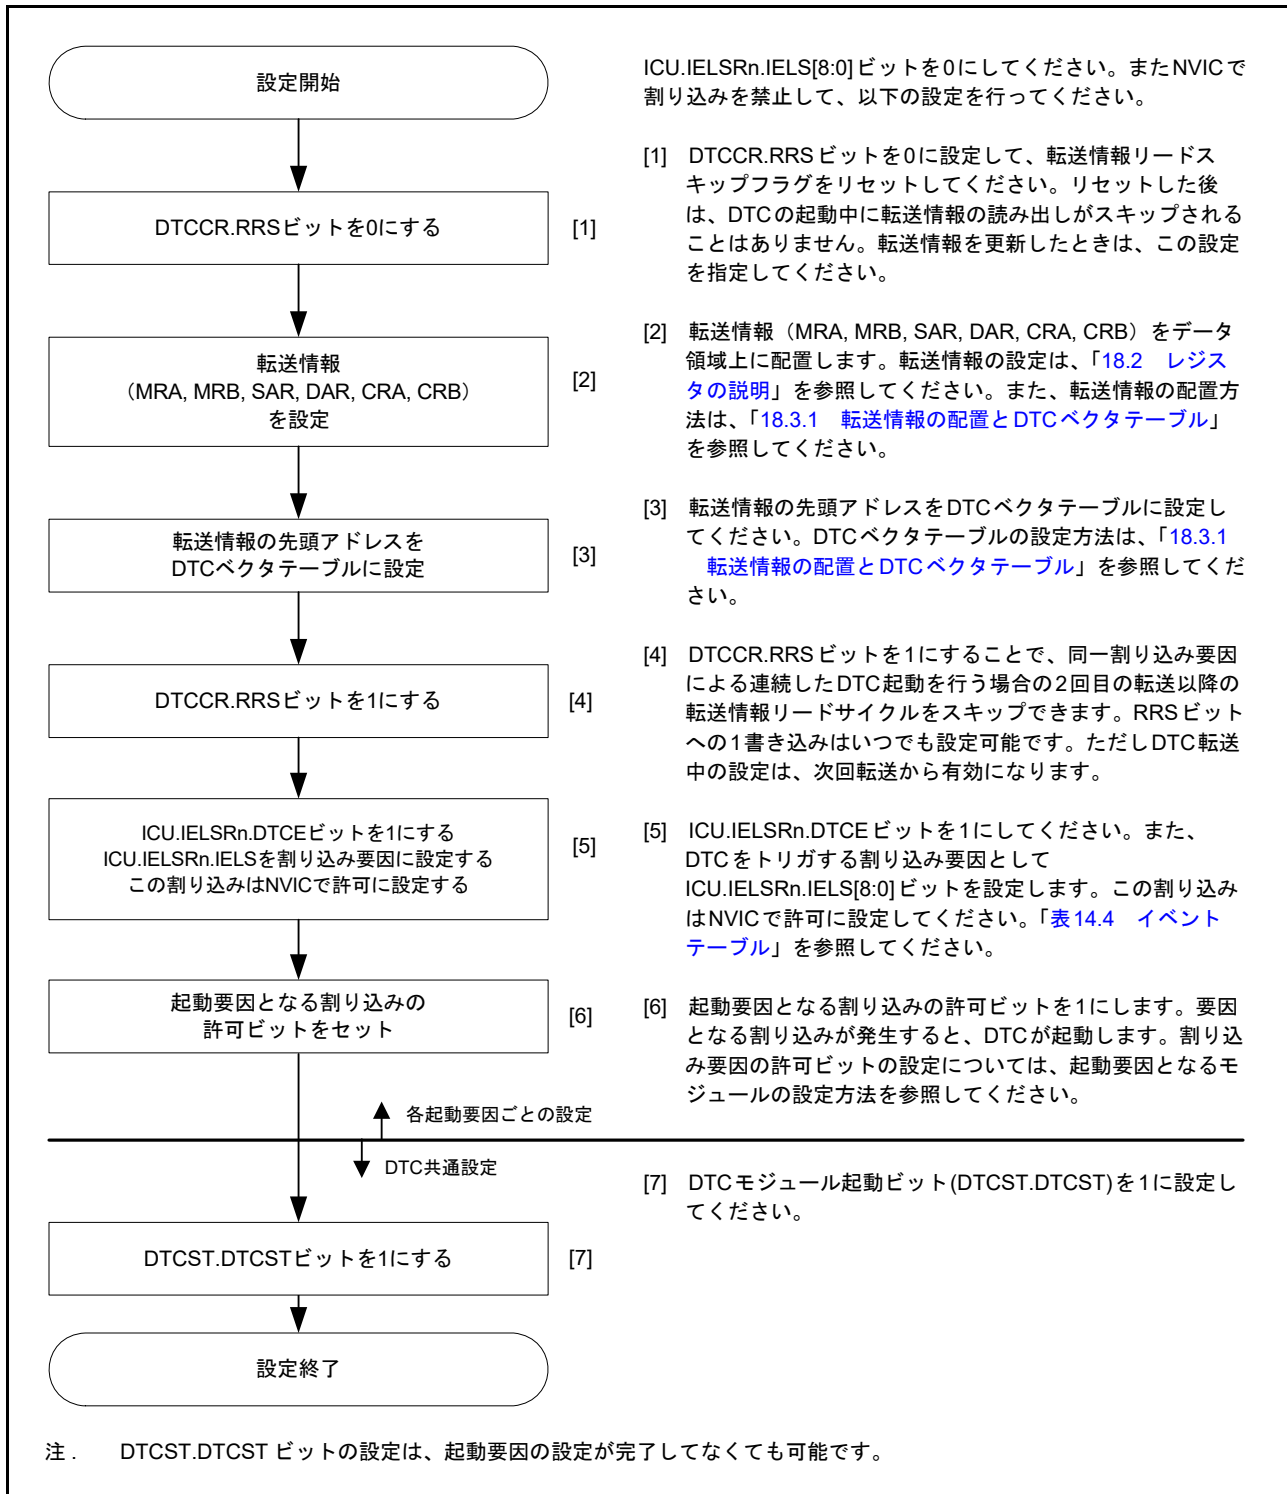 設定開始
ICU.IELSRn.IELS[8:0]ビットを0にしてください。またNVICで
割り込みを禁止して、以下の設定を行ってください。
DTCCR.RRSビットを0にする
[1]
[1] DTCCR.RRSビットを0に設定して、転送情報リードス
キップフラグをリセットしてください。リセットした後
は、DTCの起動中に転送情報の読み出しがスキップされる
ことはありません。転送情報を更新したときは、この設定
を指定してください。
転送情報
（MRA, MRB, SAR, DAR, CRA, CRB）
を設定
[2]
[2] 転送情報（MRA, MRB, SAR, DAR, CRA, CRB）をデータ
領域上に配置します。転送情報の設定は、「18.2 レジス
タの説明」を参照してください。また、転送情報の配置方
法は、「18.3.1 転送情報の配置とDTCベクタテーブル」
を参照してください。
転送情報の先頭アドレスを
DTCベクタテーブルに設定
[3]
[3] 転送情報の先頭アドレスをDTCベクタテーブルに設定し
てください。DTCベクタテーブルの設定方法は、「18.3.1
転送情報の配置とDTCベクタテーブル」を参照してくだ
さい。
DTCCR.RRSビットを1にする
[4]
[4] DTCCR.RRSビットを1にすることで、同一割り込み要因
による連続したDTC起動を行う場合の2回目の転送以降の
転送情報リードサイクルをスキップできます。RRSビット
への1書き込みはいつでも設定可能です。ただしDTC転送
中の設定は、次回転送から有効になります。
ICU.IELSRn.DTCEビットを1にする
ICU.IELSRn.IELSを割り込み要因に設定する
この割り込みはNVICで許可に設定する
[5]
[5] ICU.IELSRn.DTCEビットを1にしてください。また、
DTCをトリガする割り込み要因として
ICU.IELSRn.IELS[8:0]ビットを設定します。この割り込み
はNVICで許可に設定してください。「表14.4 イベント
テーブル」を参照してください。
起動要因となる割り込みの
許可ビットをセット
[6]
[6] 起動要因となる割り込みの許可ビットを1にします。要因
となる割り込みが発生すると、DTCが起動します。割り込
み要因の許可ビットの設定については、起動要因となるモ
ジュールの設定方法を参照してください。
各起動要因ごとの設定
DTC共通設定
DTCST.DTCSTビットを1にする
[7]
[7] DTCモジュール起動ビット(DTCST.DTCST)を1に設定し
てください。
設定終了
注． DTCST.DTCST ビットの設定は、起動要因の設定が完了してなくても可能です。